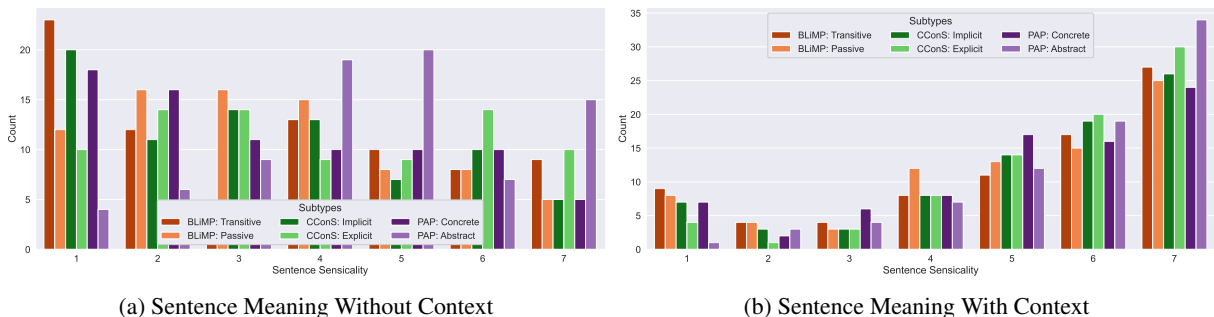 Count
20
15
10
5
0
Subtypes
BLiMP: Transitive CConS: Implicit PAP: Concrete
BLiMP: Passive CConS: Explicit PAP: Abstract
1 2 3 4 5 6 7
Sentence Sensicality
(a) Sentence Meaning Without Context
Count
35
30
25
20
15
10
5
0
Subtypes
BLiMP: Transitive CConS: Implicit PAP: Concrete
BLiMP: Passive CConS: Explicit PAP: Abstract
1 2 3 4 5 6 7
Sentence Sensicality
(b) Sentence Meaning With Context